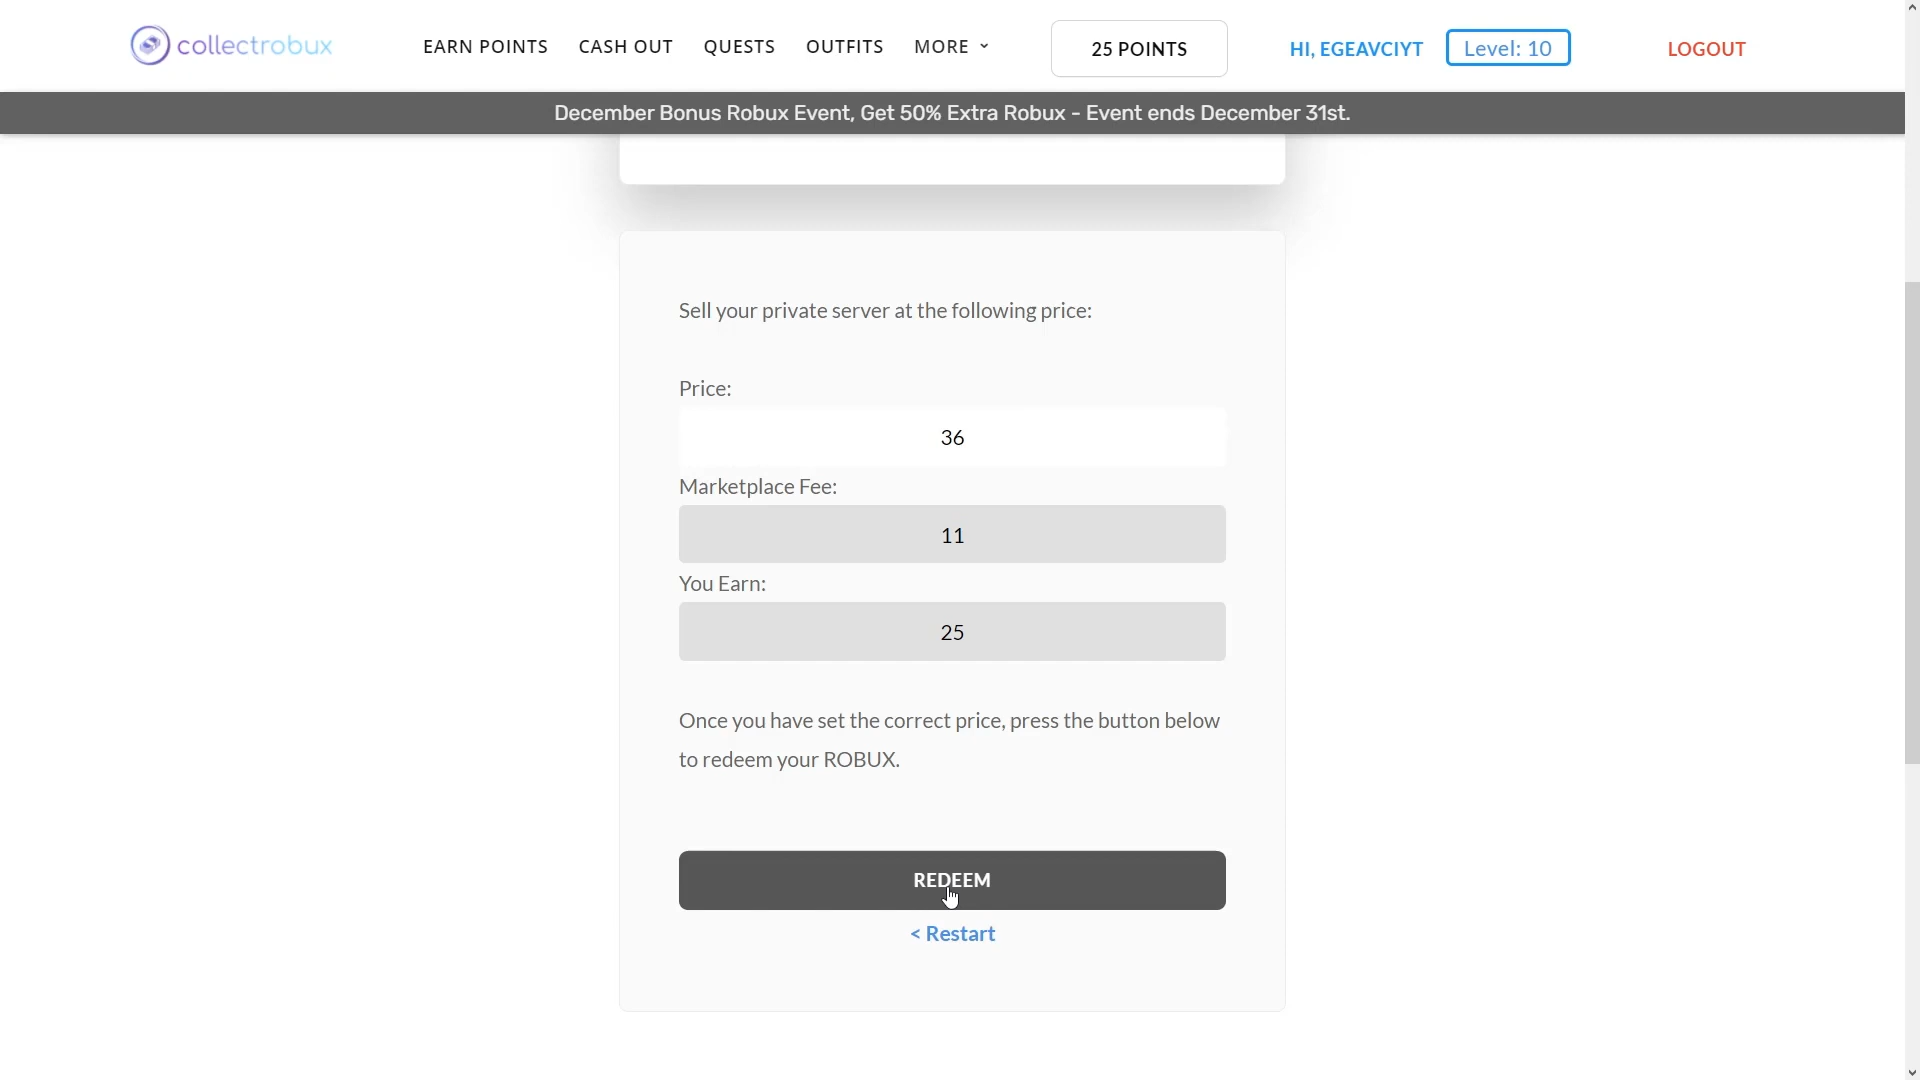 collectrobux
EARN POINTS CASH OUT QUESTS OUTFITS MORE 25 POINTS HI, EGEAVCIYT Level: 10 LOGOUT
December Bonus Robux Event, Get 50% Extra Robux - Event ends December 31st.
Sell your private server at the following price:
Price:
36
Marketplace Fee:
11
You Earn:
25
Once you have set the correct price, press the button below
to redeem your ROBUX.
REDEEM
< Restart